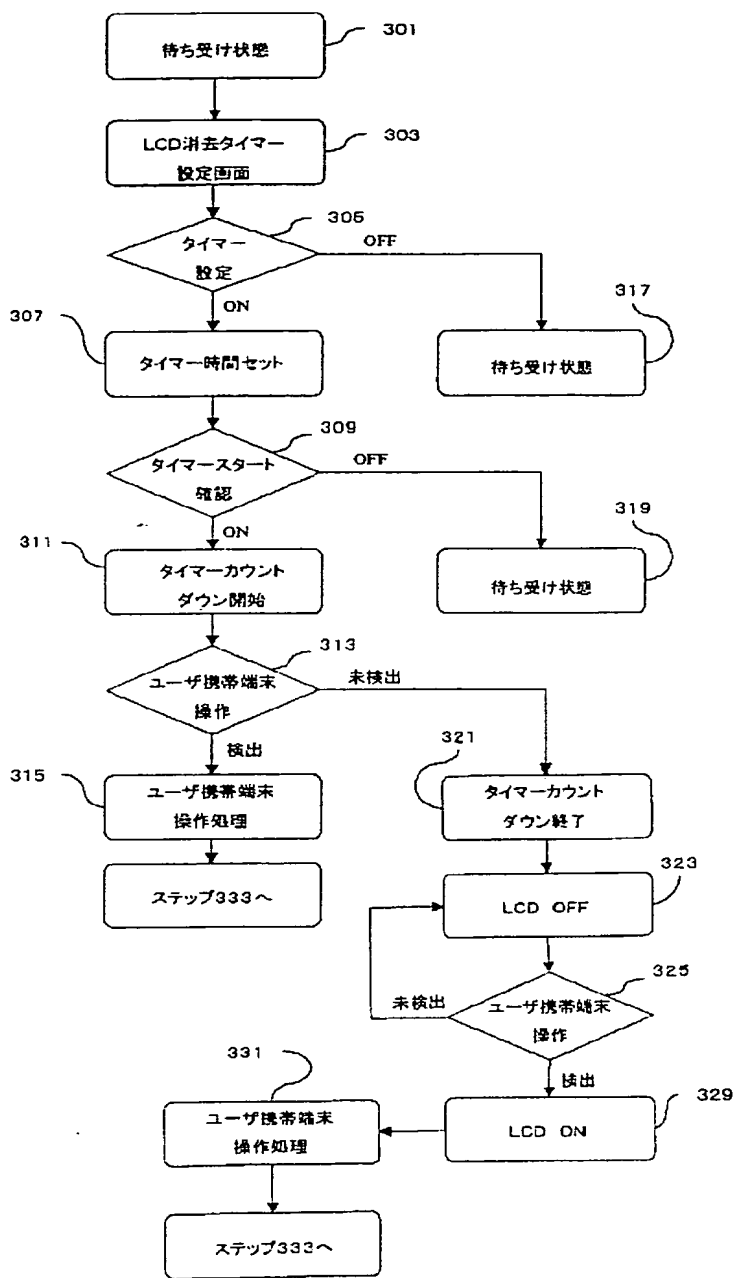 301
待ち受け状態
303
LCD消去タイマー
設定画面
305
タイマー
設定
OFF
ON
317
307
タイマー時間セット
待ち受け状態
309
タイマースタート
確認
OFF
ON
319
311
タイマーカウント
ダウン開始
待ち受け状態
313
ユーザ携帯端末
操作
未検出
検出
321
315
ユーザ携帯端末
操作処理
タイマーカウント
ダウン終了
323
ステップ333へ
LCD OFF
325
未検出
ユーザ携帯端末
操作
検出
331
ユーザ携帯端末
操作処理
329
LCD ON
ステップ333へ